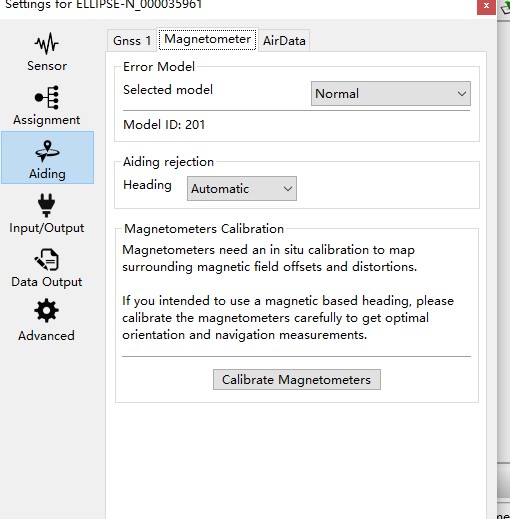 Settings for ELLIPSE-N_000035961
x
Gnss 1 Magnetometer AirData
Sensor
Assignment
Aiding
Input/Output
Data Output
Advanced
Error Model
Selected model Normal
Model ID: 201
Aiding rejection
Heading Automatic
Magnetometers Calibration
Magnetometers need an in situ calibration to map
surrounding magnetic field offsets and distortions.
If you intended to use a magnetic based heading, please
calibrate the magnetometers carefully to get optimal
orientation and navigation measurements.
Calibrate Magnetometers